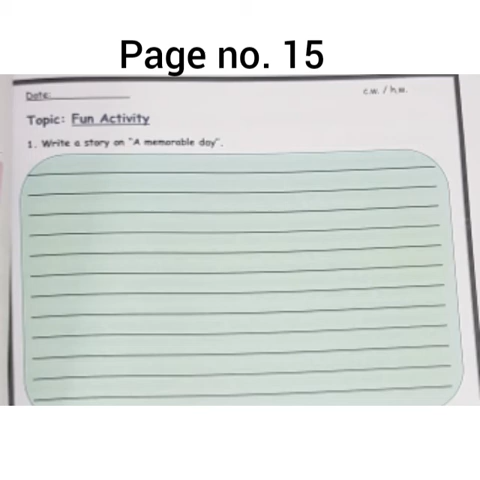 Page no. 15
Date:
c.w. / h.w.
Topic: Fun Activity
1. Write a story on "A memorable day".